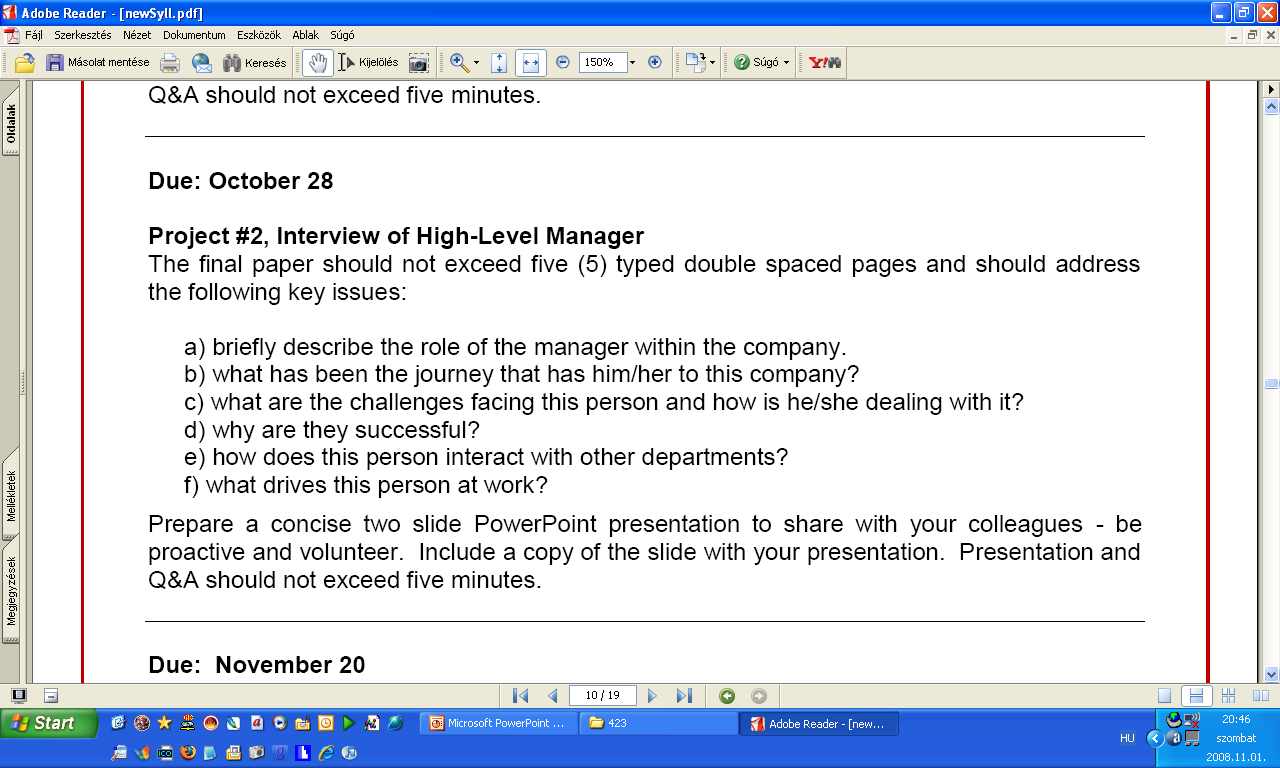 Adobe Reader - [newSyll.pdf]
Fájl Szerkesztés Nézet Dokumentum Eszközök Ablak Súgó
Másolat mentése Keresés Kijelölés 150% Súgó Y!
Oldalak
Mellékletek
Megjegyzések
Q&A should not exceed five minutes.
Due: October 28
Project #2, Interview of High-Level Manager
The final paper should not exceed five (5) typed double spaced pages and should address
the following key issues:
a) briefly describe the role of the manager within the company.
b) what has been the journey that has him/her to this company?
c) what are the challenges facing this person and how is he/she dealing with it?
d) why are they successful?
e) how does this person interact with other departments?
f) what drives this person at work?
Prepare a concise two slide PowerPoint presentation to share with your colleagues - be
proactive and volunteer.  Include a copy of the slide with your presentation.  Presentation and
Q&A should not exceed five minutes.
Due:  November 20
10 / 19
Start Microsoft PowerPoint ... 423 Adobe Reader - [new...
HU
20:46
szombat
2008.11.01.